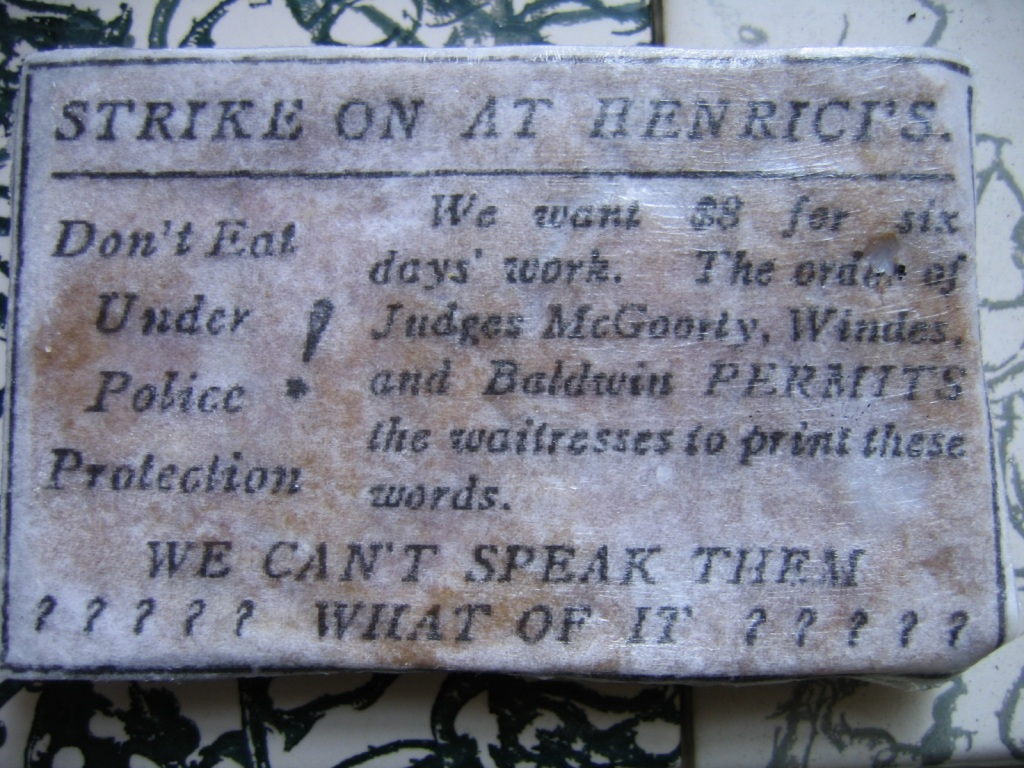 STRIKE ON AT HENRICI'S.
Don't Eat
Under
Police
Protection
!
We want $8 for six
days' work. The order of
Judges McGoorty, Windes,
and Baldwin PERMITS
the waitresses to print these
words.
WE CAN'T SPEAK THEM
? ? ? ? ? WHAT OF IT ? ? ? ? ?